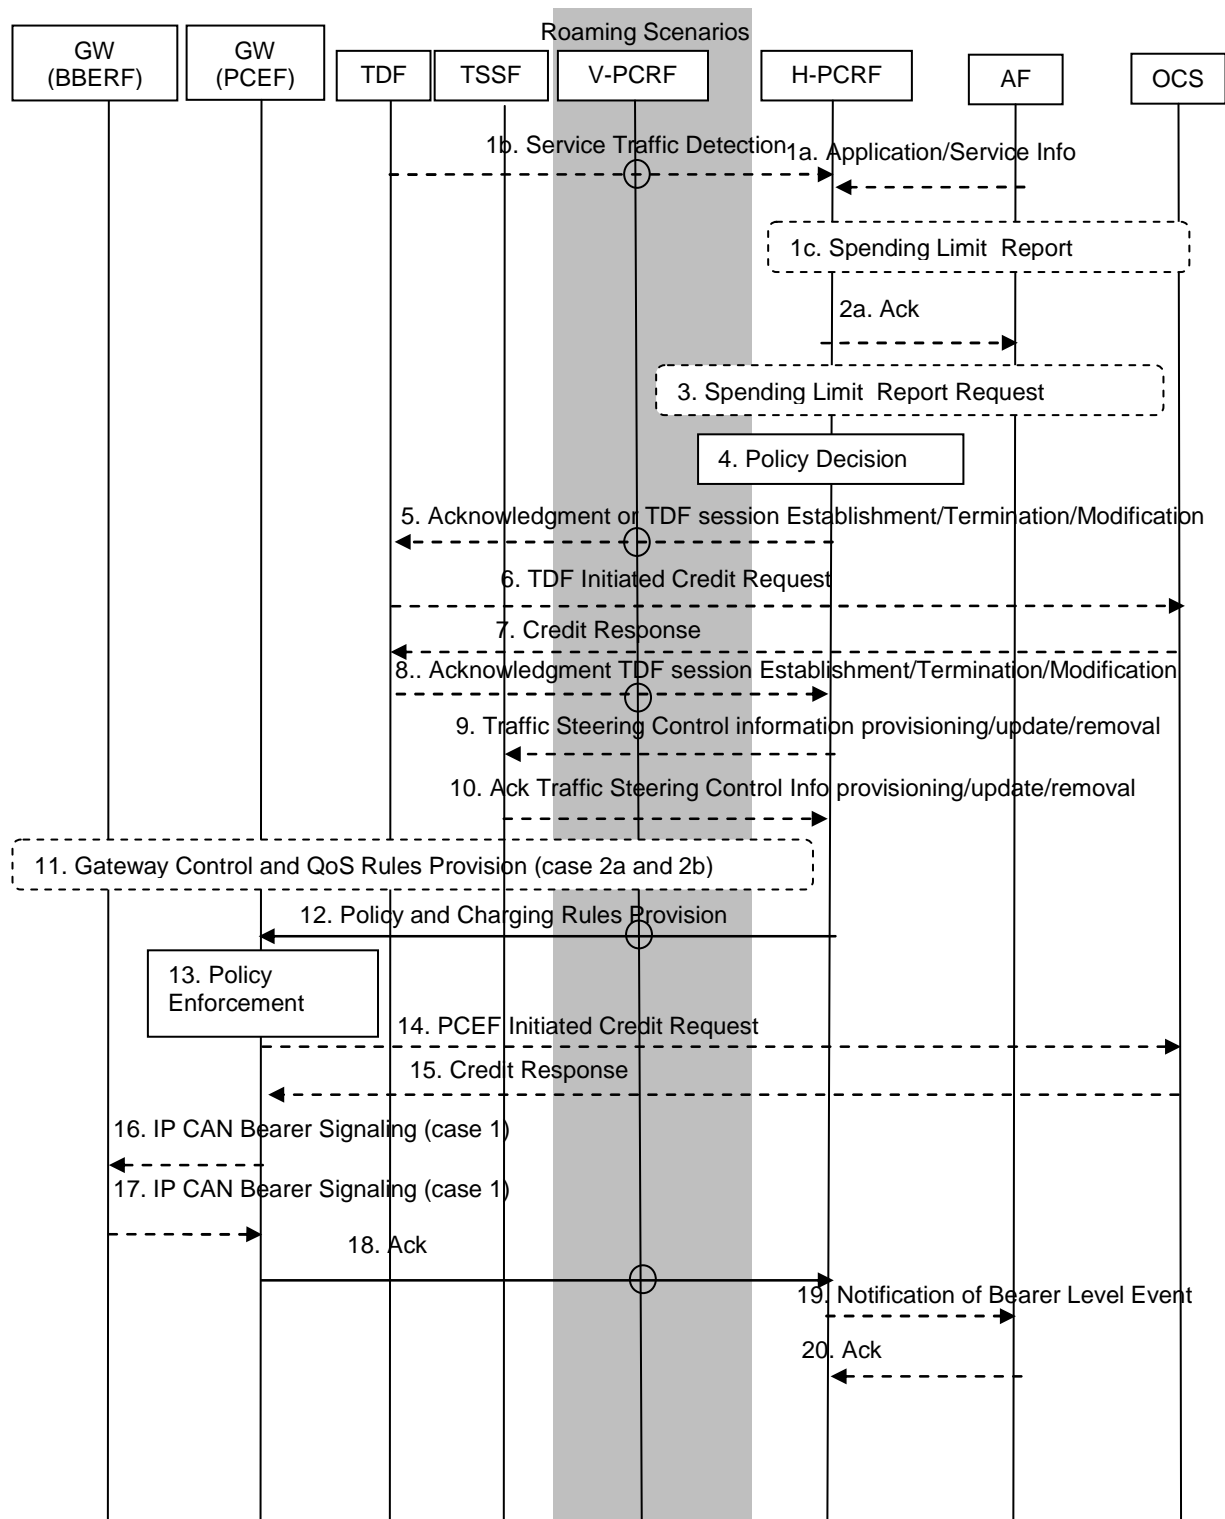 Roaming Scenarios
GW
(BBERF)
GW
(PCEF)
TDF
TSSF
V-PCRF
H-PCRF
AF
OCS
1b. Service Traffic Detection
1a. Application/Service Info
1c. Spending Limit Report
2a. Ack
3. Spending Limit Report Request
4. Policy Decision
5. Acknowledgment or TDF session Establishment/Termination/Modification
6. TDF Initiated Credit Request
7. Credit Response
8.. Acknowledgment TDF session Establishment/Termination/Modification
9. Traffic Steering Control information provisioning/update/removal
10. Ack Traffic Steering Control Info provisioning/update/removal
11. Gateway Control and QoS Rules Provision (case 2a and 2b)
12. Policy and Charging Rules Provision
13. Policy
Enforcement
14. PCEF Initiated Credit Request
15. Credit Response
16. IP CAN Bearer Signaling (case 1)
17. IP CAN Bearer Signaling (case 1)
18. Ack
19. Notification of Bearer Level Event
20. Ack